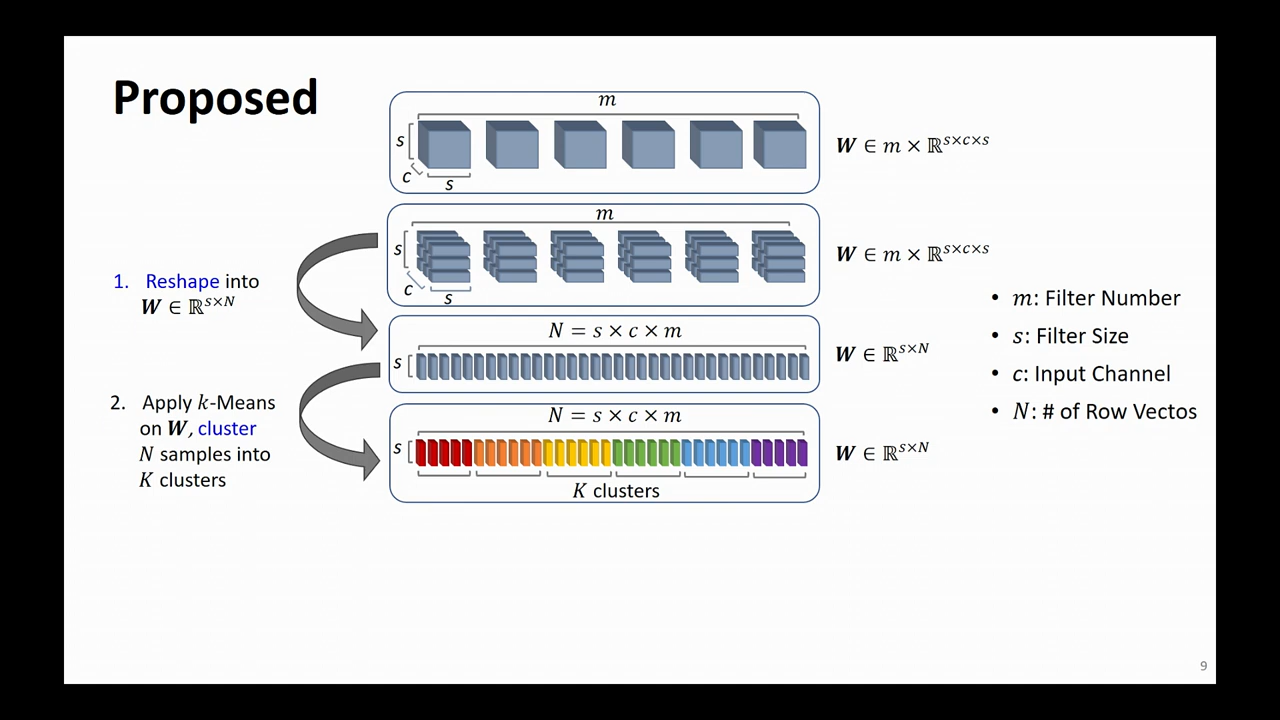 Proposed
m
s
c
s
𝑾 ∈ m × ℝ^{s×c×s}
m
s
c
s
𝑾 ∈ m × ℝ^{s×c×s}
1. Reshape into
𝑾 ∈ ℝ^{s×N}
N = s × c × m
s
𝑾 ∈ ℝ^{s×N}
2. Apply k-Means
on 𝑾, cluster
N samples into
K clusters
N = s × c × m
s
K clusters
𝑾 ∈ ℝ^{s×N}
• m: Filter Number
• s: Filter Size
• c: Input Channel
• N: # of Row Vectos
9